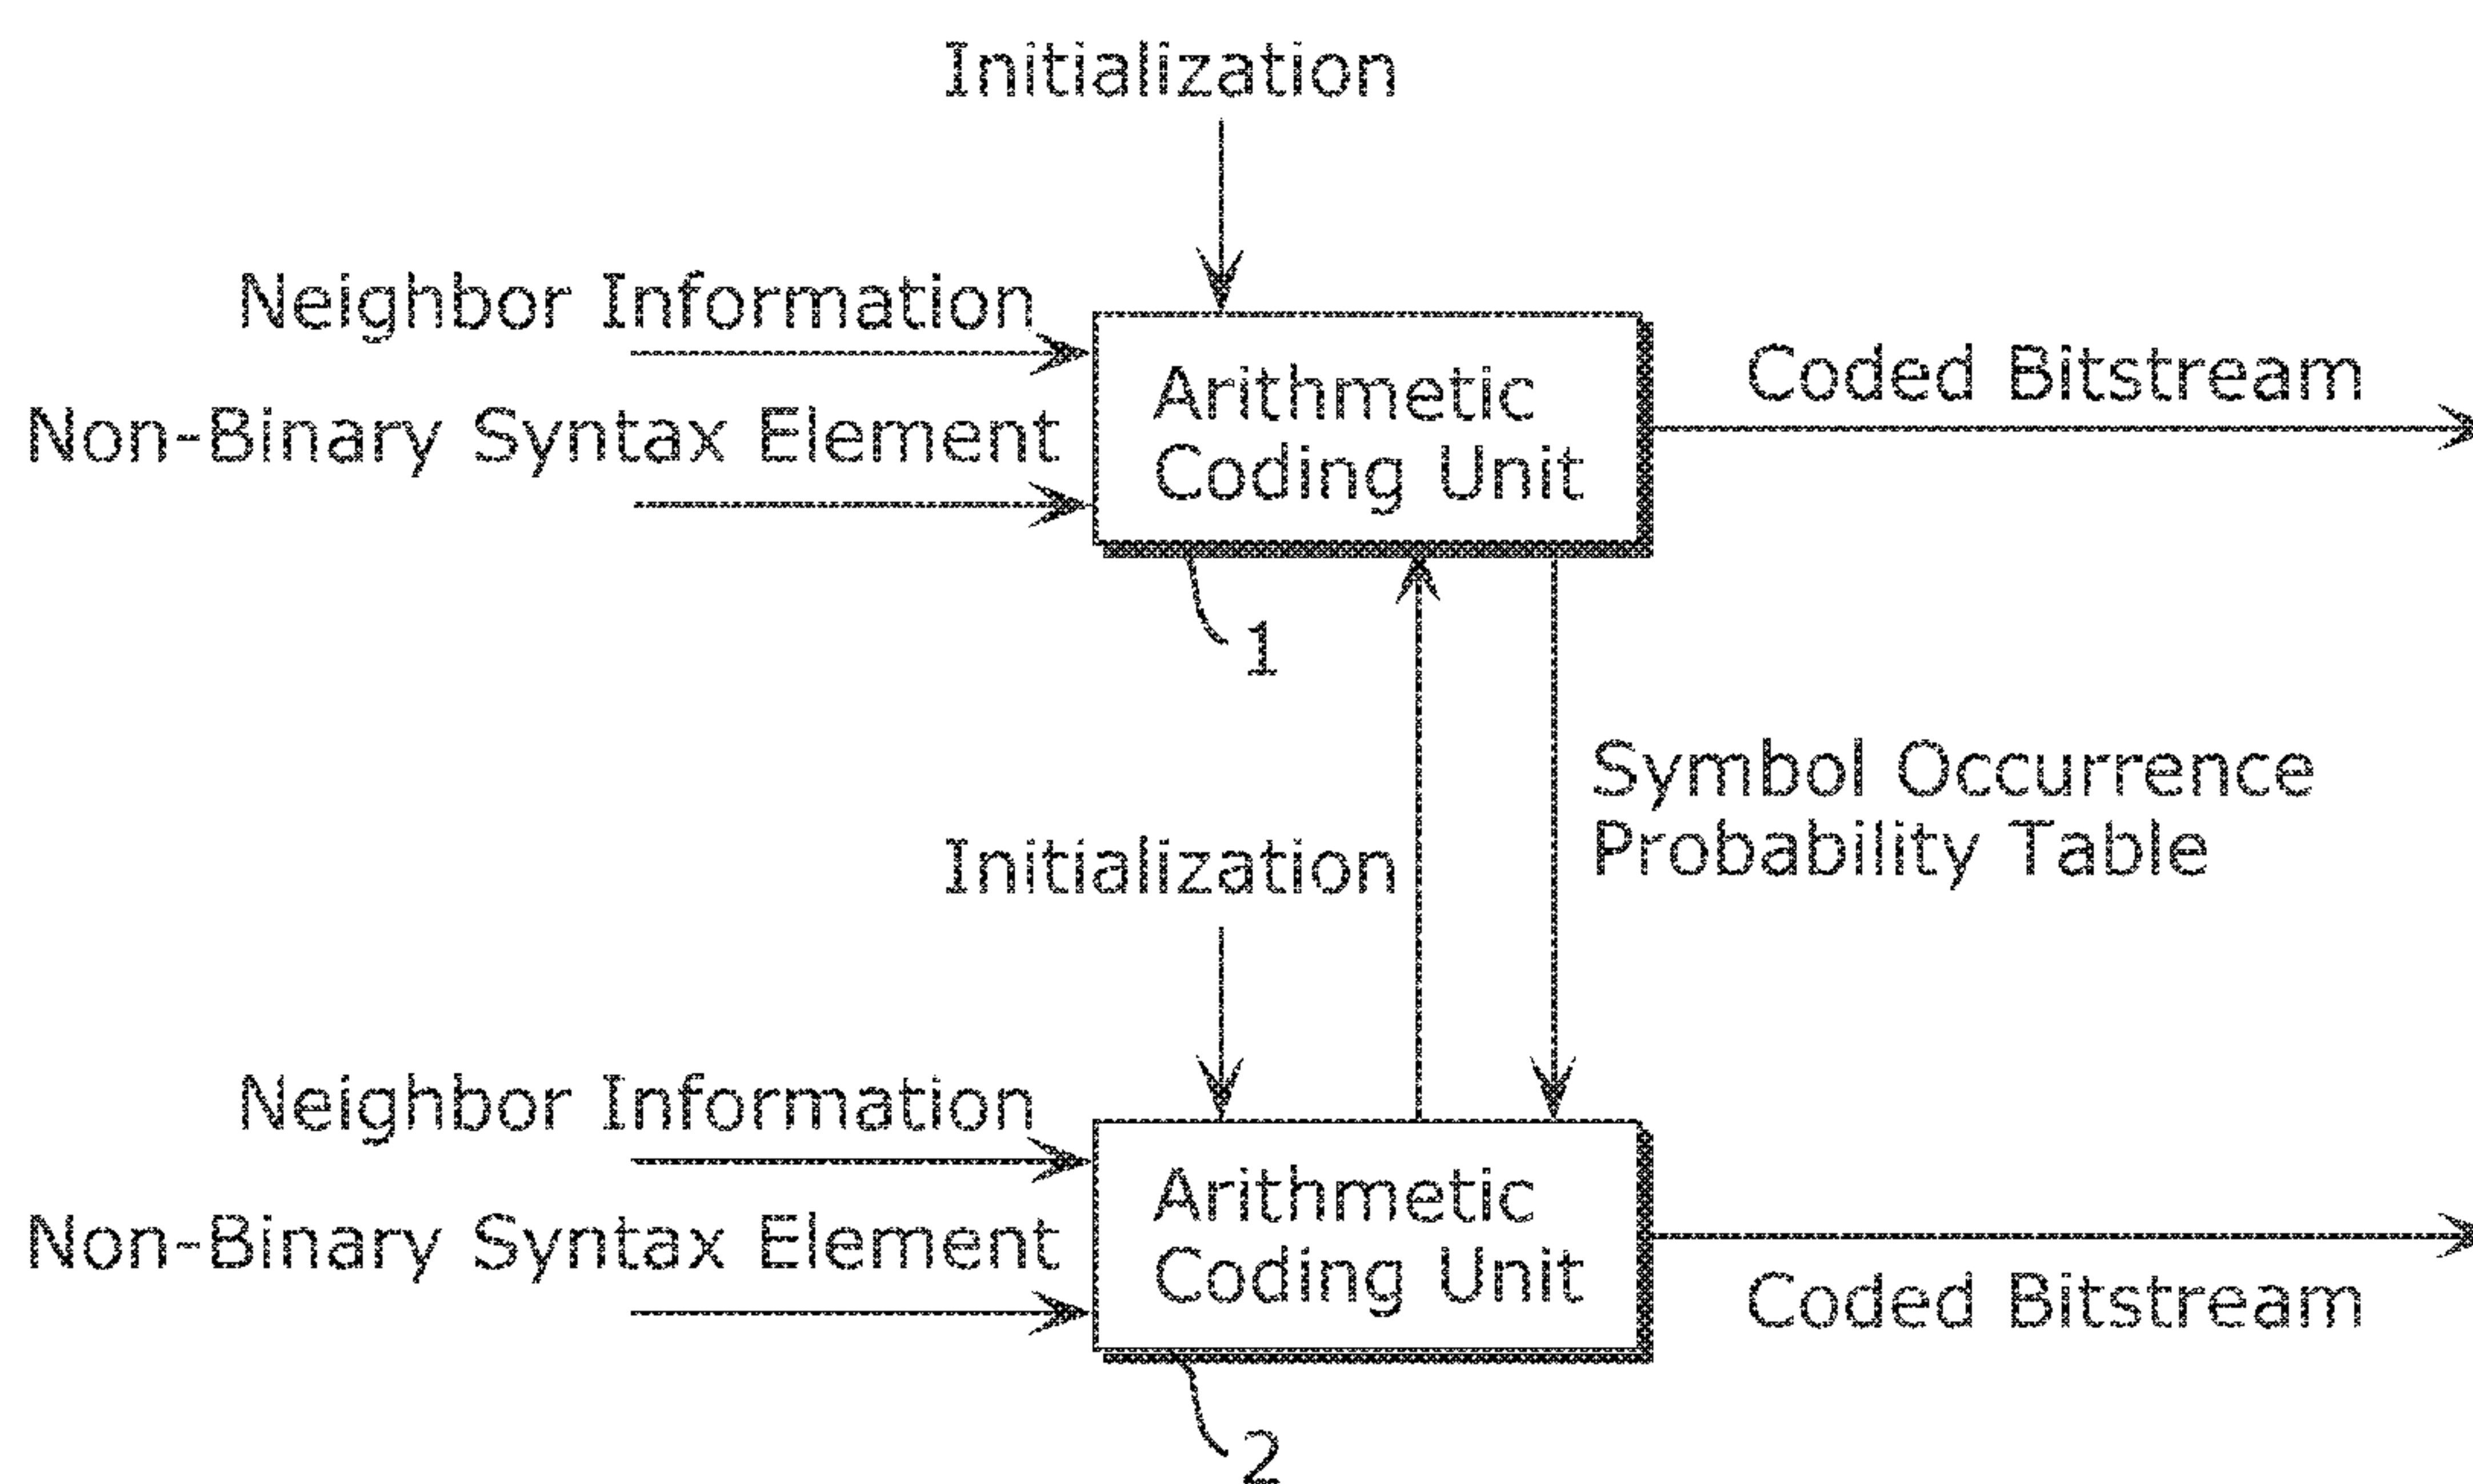 Initialization
Neighbor Information
Non-Binary Syntax Element
Arithmetic
Coding Unit
Coded Bitstream
1
Symbol Occurrence
Probability Table
Initialization
Neighbor Information
Non-Binary Syntax Element
Arithmetic
Coding Unit
Coded Bitstream
2